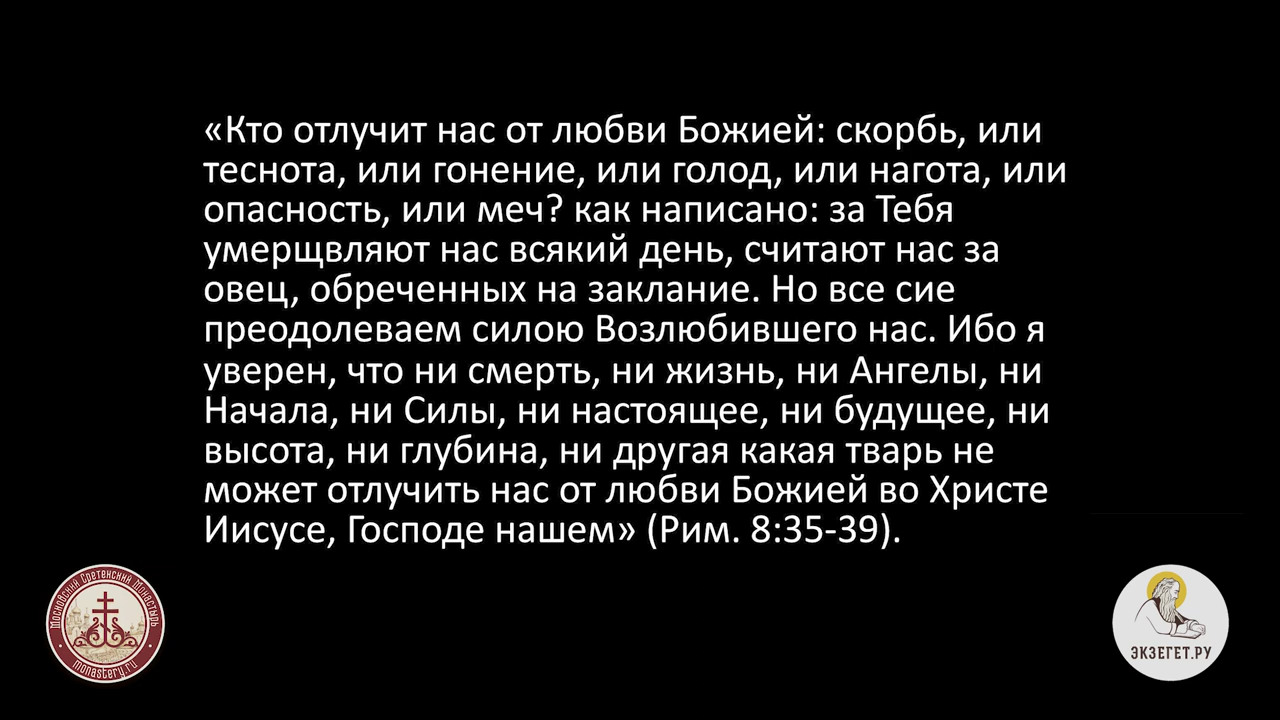 «Кто отлучит нас от любви Божией: скорбь, или
теснота, или гонение, или голод, или нагота, или
опасность, или меч? как написано: за Тебя
умерщвляют нас всякий день, считают нас за
овец, обреченных на заклание. Но все сие
преодолеваем силою Возлюбившего нас. Ибо я
уверен, что ни смерть, ни жизнь, ни Ангелы, ни
Начала, ни Силы, ни настоящее, ни будущее, ни
высота, ни глубина, ни другая какая тварь не
может отлучить нас от любви Божией во Христе
Иисусе, Господе нашем» (Рим. 8:35-39).
Московский Сретенский Монастырь
monastery.ru
ЭКЗЕГЕТ.РУ